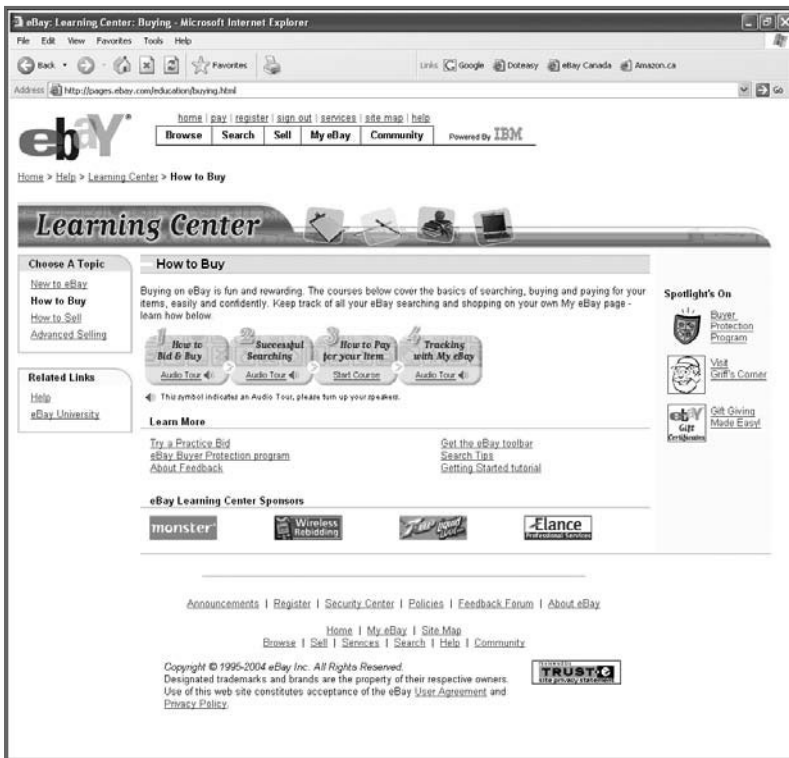 eBay: Learning Center: Buying - Microsoft Internet Explorer
File Edit View Favorites Tools Help
Back Favorites Links Google Doteasy eBay Canada Amazon.ca
Address http://pages.ebay.com/education/buying.html Go
home | pay | register | sign out | services | site map | help
ebY
Browse Search Sell My eBay Community Powered By IBM
Home > Help > Learning Center > How to Buy
Learning Center
Choose A Topic
New to eBay
How to Buy
How to Sell
Advanced Selling
Related Links
Help
eBay University
How to Buy
Buying on eBay is fun and rewarding. The courses below cover the basics of searching, buying and paying for your
items, easily and confidently. Keep track of all your eBay searching and shopping on your own My eBay page -
learn how below.
1 How to Bid & Buy
Audio Tour
2 Successful Searching
Audio Tour
3 How to Pay for your Item
Start Course
4 Tracking with My eBay
Audio Tour
This symbol indicates an Audio Tour, please turn up your speakers.
Learn More
Try a Practice Bid
eBay Buyer Protection program
About Feedback
Get the eBay toolbar
Search Tips
Getting Started tutorial
eBay Learning Center Sponsors
monster
Wireless
Rebidding
Elance
Professional Services
Spotlight's On
Buyer
Protection
Program
Visit
Griff's Corner
ebY
Gift
Certificates
Gift Giving
Made Easy!
Announcements | Register | Security Center | Policies | Feedback Forum | About eBay
Home | My eBay | Site Map
Browse | Sell | Services | Search | Help | Community
Copyright © 1995-2004 eBay Inc. All Rights Reserved.
Designated trademarks and brands are the property of their respective owners.
Use of this web site constitutes acceptance of the eBay User Agreement and
Privacy Policy.
TRUSTe
site privacy statement